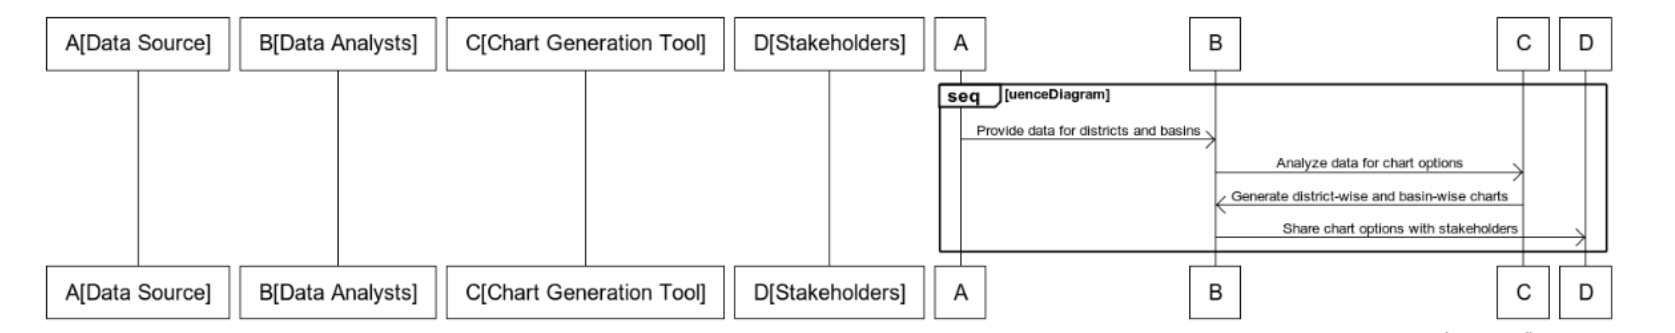 A[Data Source] B[Data Analysts] C[Chart Generation Tool] D[Stakeholders] A B C D
seq [uenceDiagram]
Provide data for districts and basins
Analyze data for chart options
Generate district-wise and basin-wise charts
Share chart options with stakeholders
A[Data Source] B[Data Analysts] C[Chart Generation Tool] D[Stakeholders] A B C D